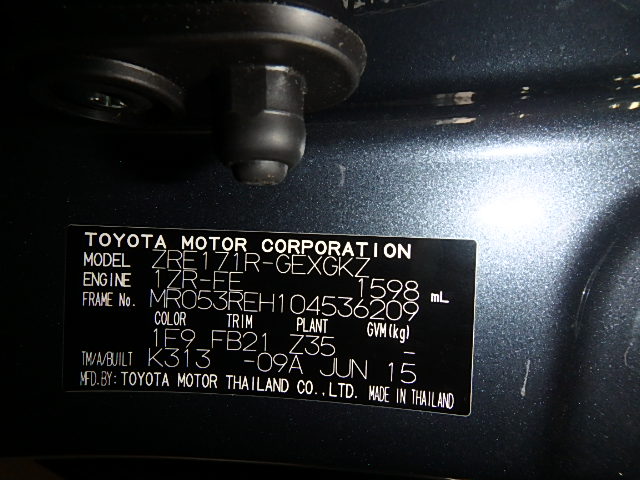 TOYOTA MOTOR CORPORATION
MODEL ZRE171R-GEXGKZ
ENGINE 1ZR-FE 1598 mL
FRAME No. MR053REH104536209
COLOR TRIM PLANT GVM(kg)
1E9 FB21 Z35 -
TM/A/BUILT K313 -09A JUN 15
MFD.BY: TOYOTA MOTOR THAILAND CO.,LTD. MADE IN THAILAND